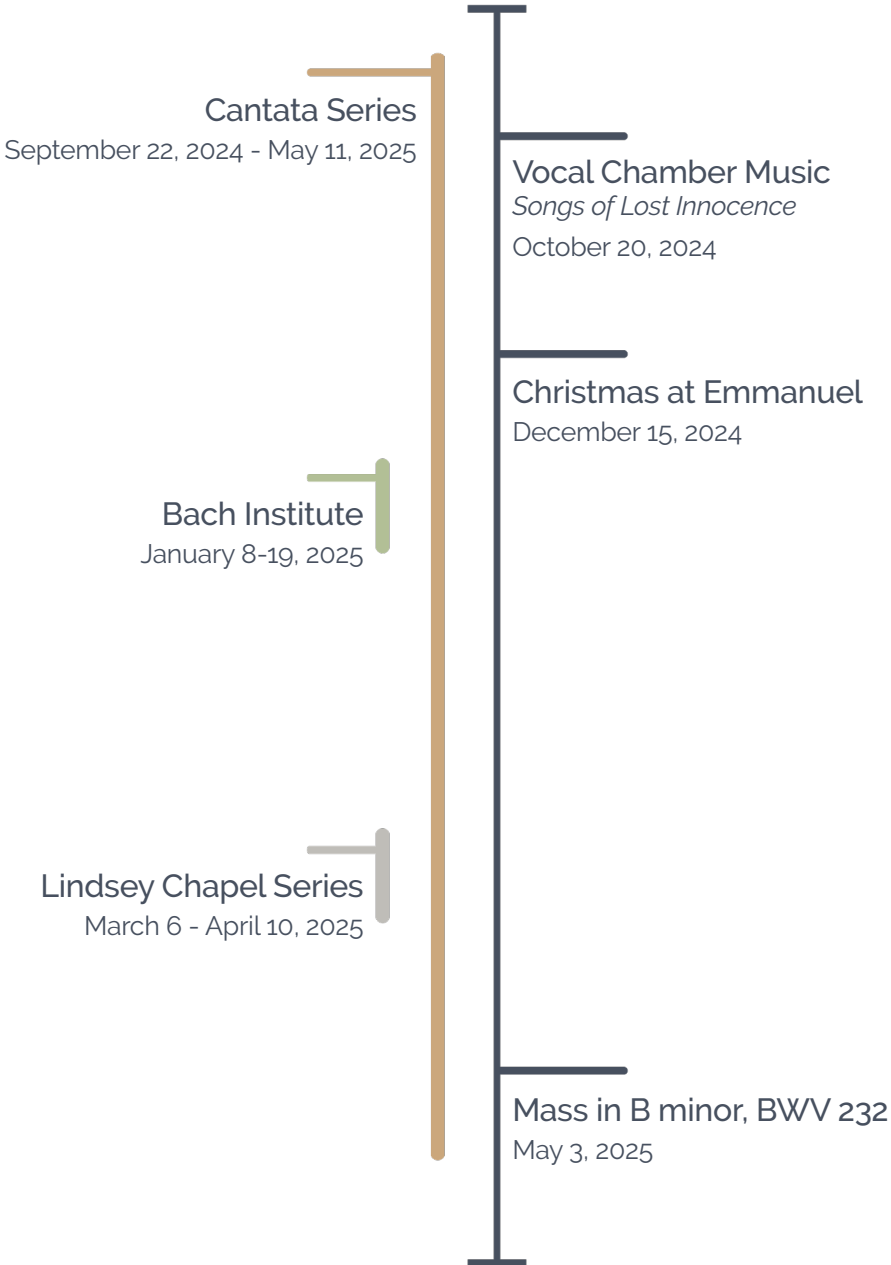 Cantata Series
September 22, 2024 - May 11, 2025
Vocal Chamber Music
Songs of Lost Innocence
October 20, 2024
Christmas at Emmanuel
December 15, 2024
Bach Institute
January 8-19, 2025
Lindsey Chapel Series
March 6 - April 10, 2025
Mass in B minor, BWV 232
May 3, 2025